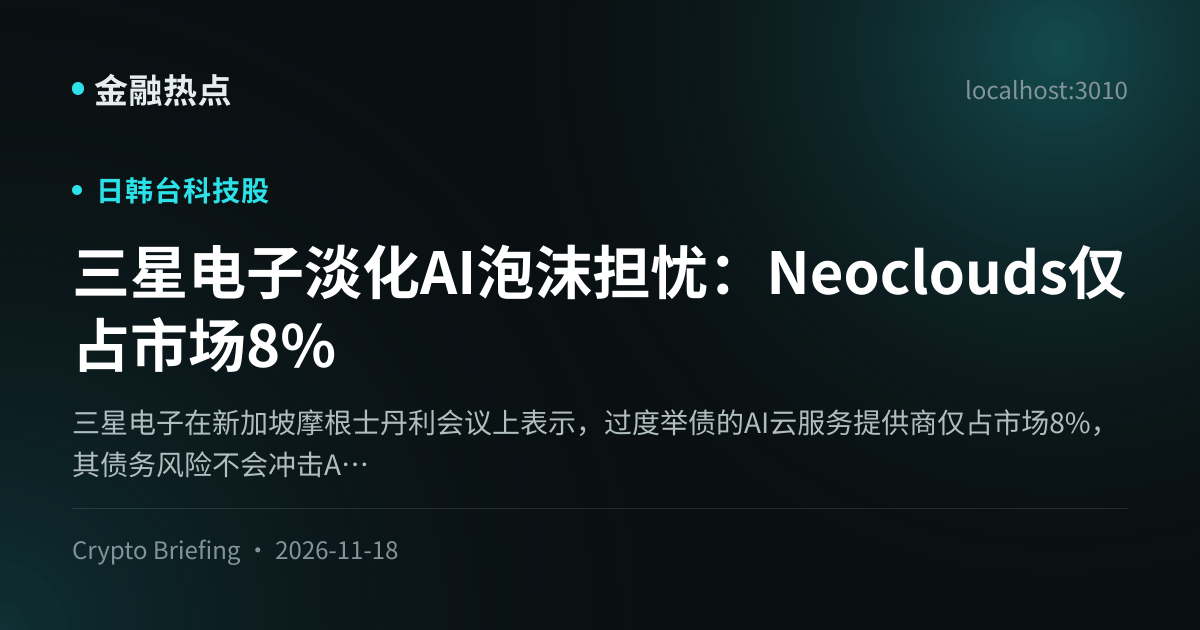 金融热点
localhost:3010
日韩台科技股
三星电子淡化AI泡沫担忧：Neoclouds仅
占市场8%
三星电子在新加坡摩根士丹利会议上表示，过度举债的AI云服务提供商仅占市场8%，
其债务风险不会冲击A…
Crypto Briefing · 2026-11-18